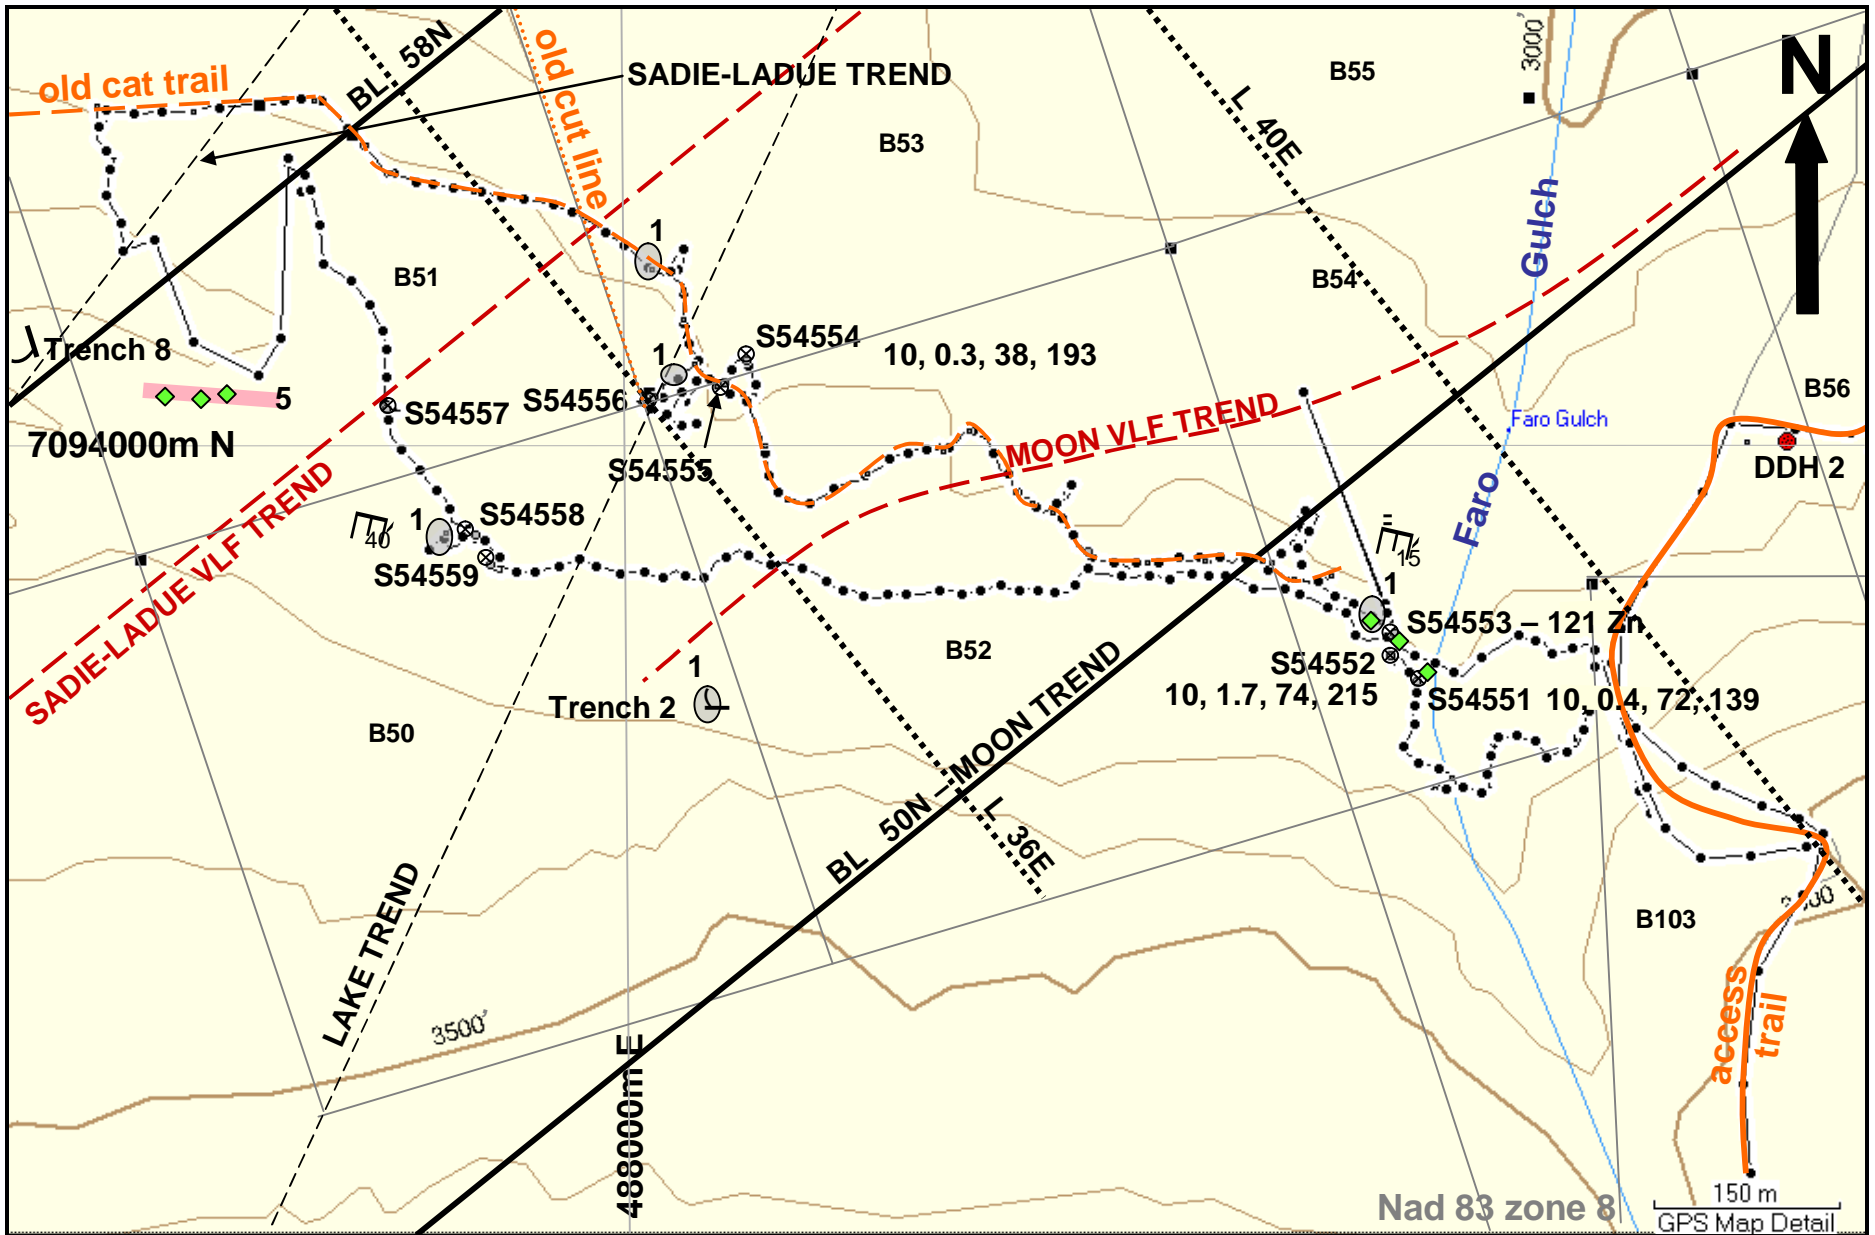 old cat trail
BL 58N
SADIE-LADUE TREND
old cut line
L 40E
B55
3000'
N
B53
Gulch
1
B51
B54
Trench 8
5
1
S54554
10, 0.3, 38, 193
B56
S54557
S54556
MOON VLF TREND
Faro Gulch
7094000m N
S54555
DDH 2
SADIE-LADUE VLF TREND
Faro
40
1
S54558
S54559
15
1
S54553 – 121 Zn
B52
S54552
10, 1.7, 74, 215
S54551 10, 0.4, 72, 139
1
Trench 2
B50
BL 50N – MOON TREND
L 36E
LAKE TREND
B103
3500'
488000m E
access
trail
Nad 83 zone 8
150 m
GPS Map Detail